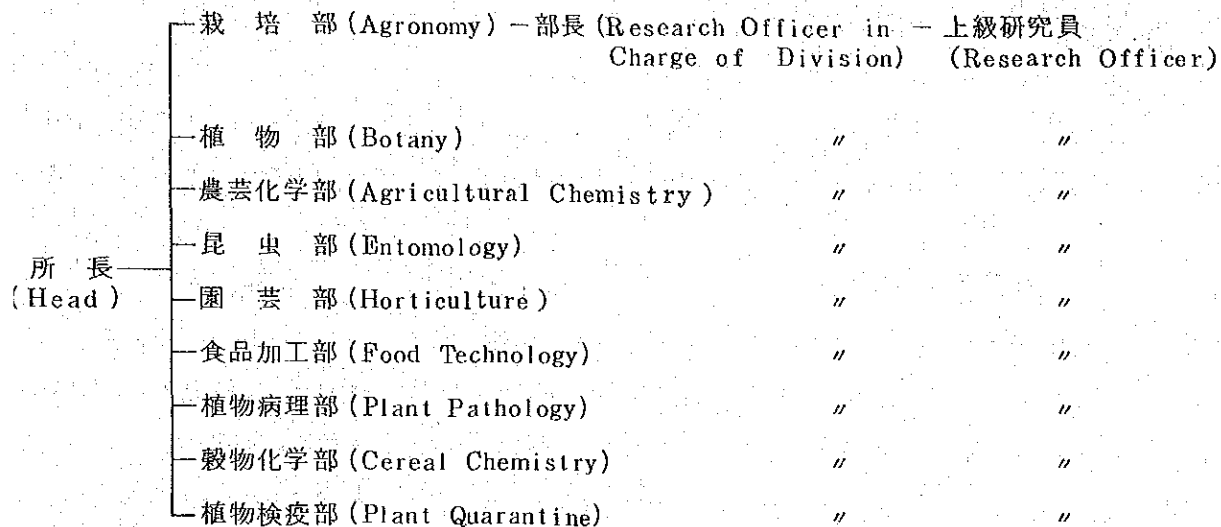 栽培部 (Agronomy) − 部長 (Research Officer in − 上級研究員
Charge of Division) (Research Officer)
植物部 (Botany) 〃 〃
農芸化学部 (Agricultural Chemistry) 〃 〃
昆虫部 (Entomology) 〃 〃
所長
(Head)
園芸部 (Horticulture) 〃 〃
食品加工部 (Food Technology) 〃 〃
植物病理部 (Plant Pathology) 〃 〃
穀物化学部 (Cereal Chemistry) 〃 〃
植物検疫部 (Plant Quarantine) 〃 〃